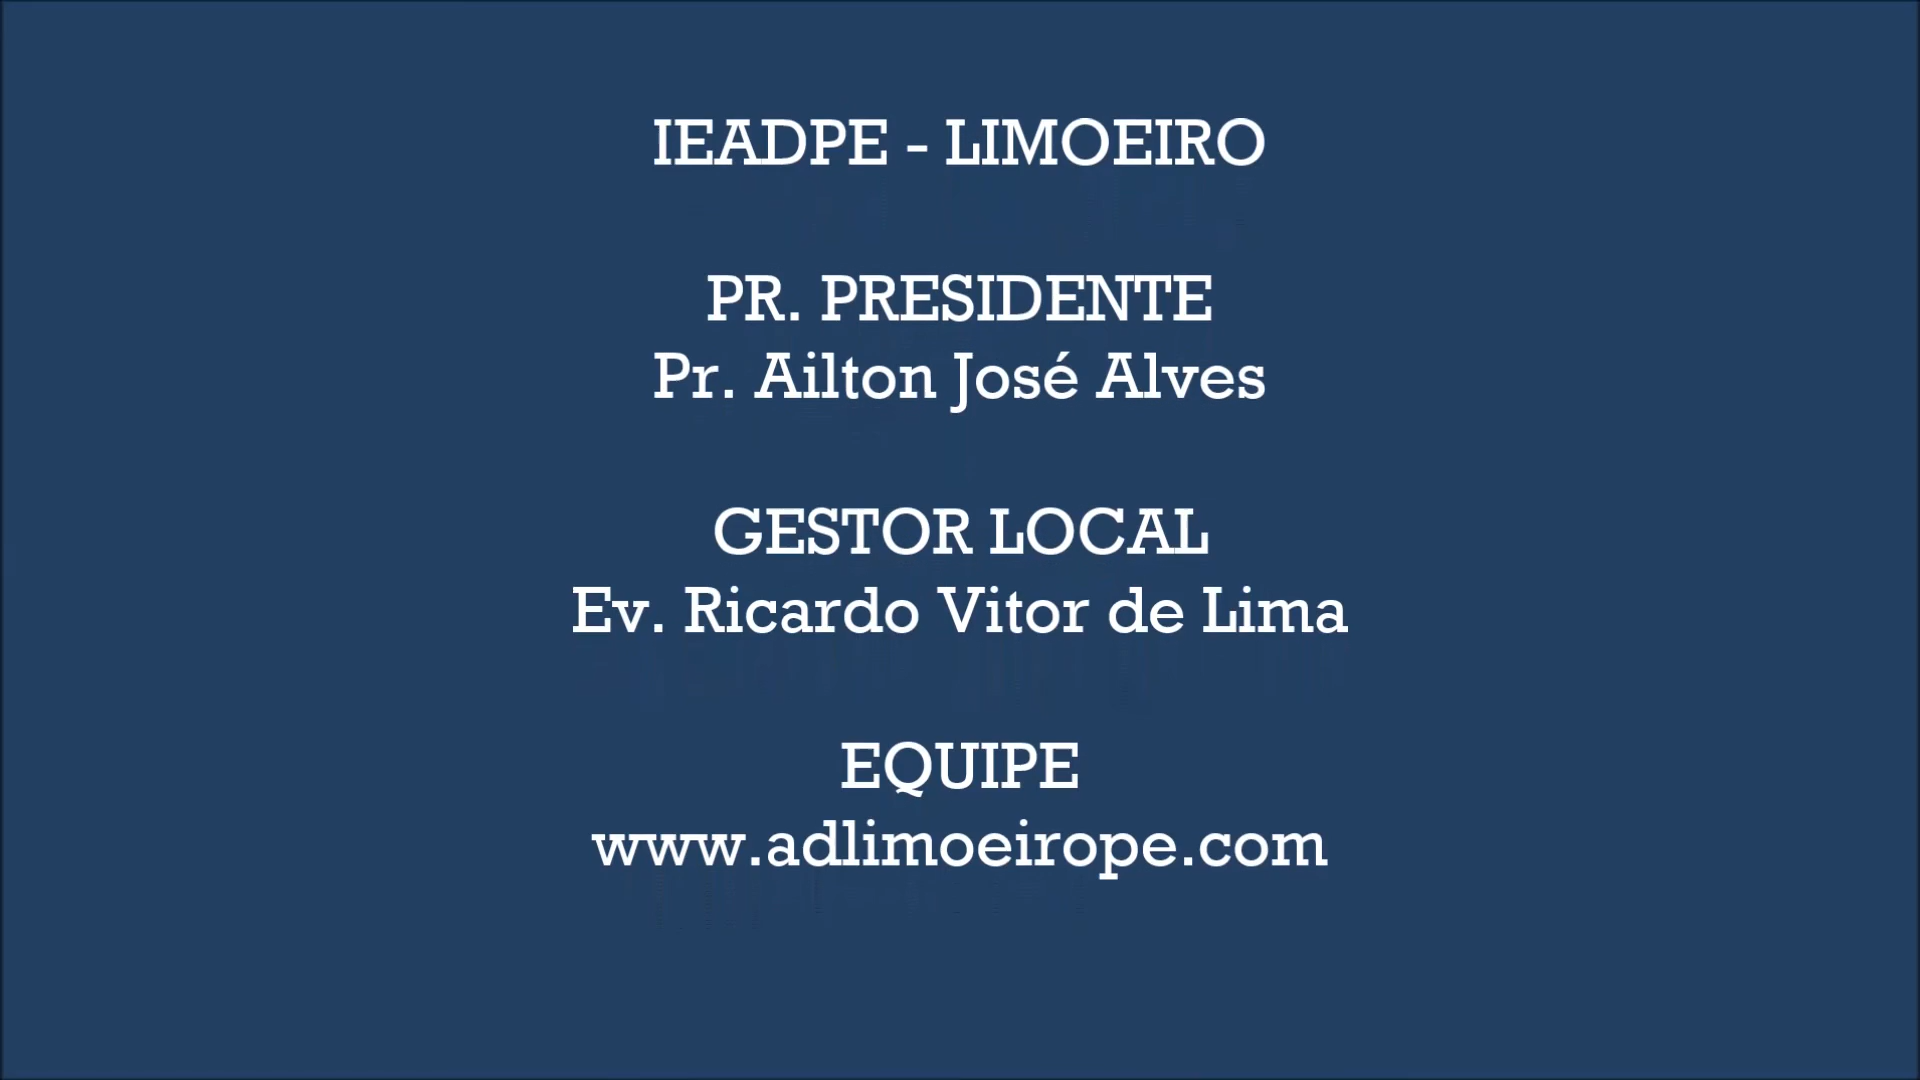 IEADPE - LIMOEIRO
PR. PRESIDENTE
Pr. Ailton José Alves
GESTOR LOCAL
Ev. Ricardo Vitor de Lima
EQUIPE
www.adlimoeirope.com